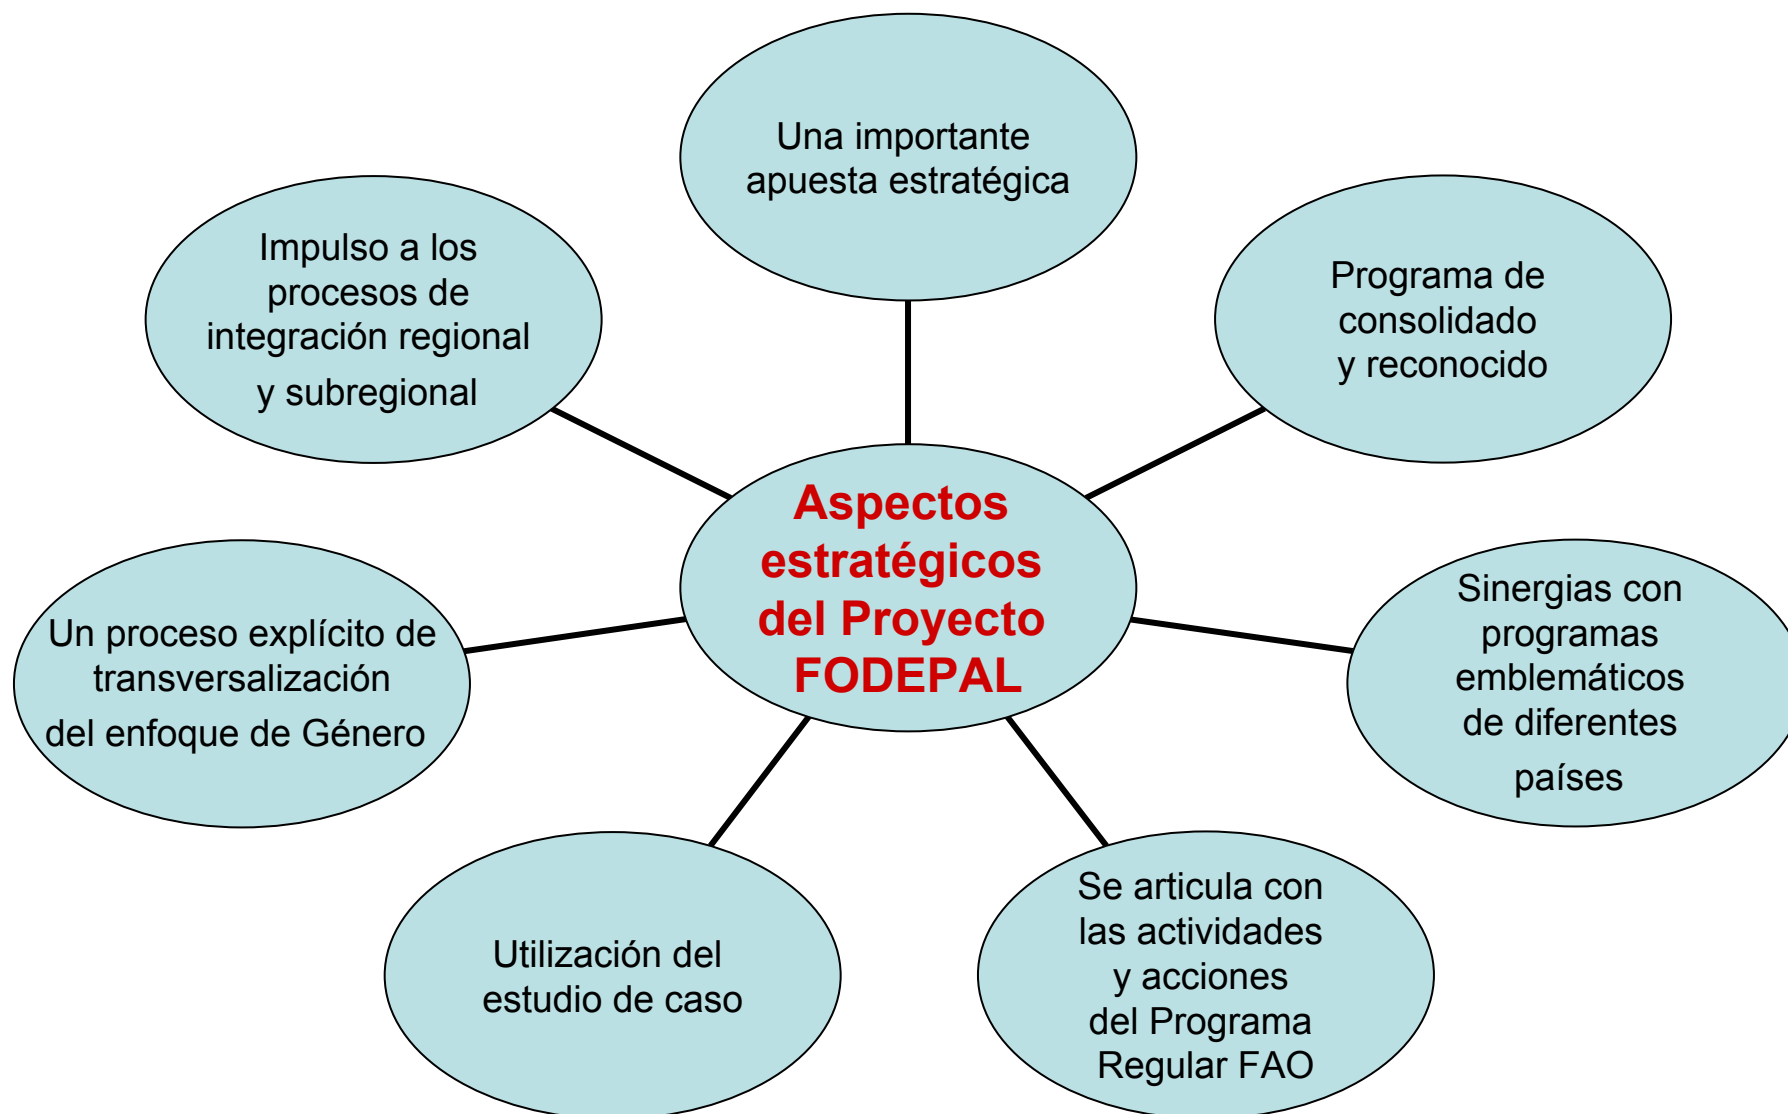 Una importante
apuesta estratégica
Impulso a los
procesos de
integración regional
y subregional
Programa de
consolidado
y reconocido
Aspectos
estratégicos
del Proyecto
FODEPAL
Un proceso explícito de
transversalización
del enfoque de Género
Sinergias con
programas
emblemáticos
de diferentes
países
Utilización del
estudio de caso
Se articula con
las actividades
y acciones
del Programa
Regular FAO